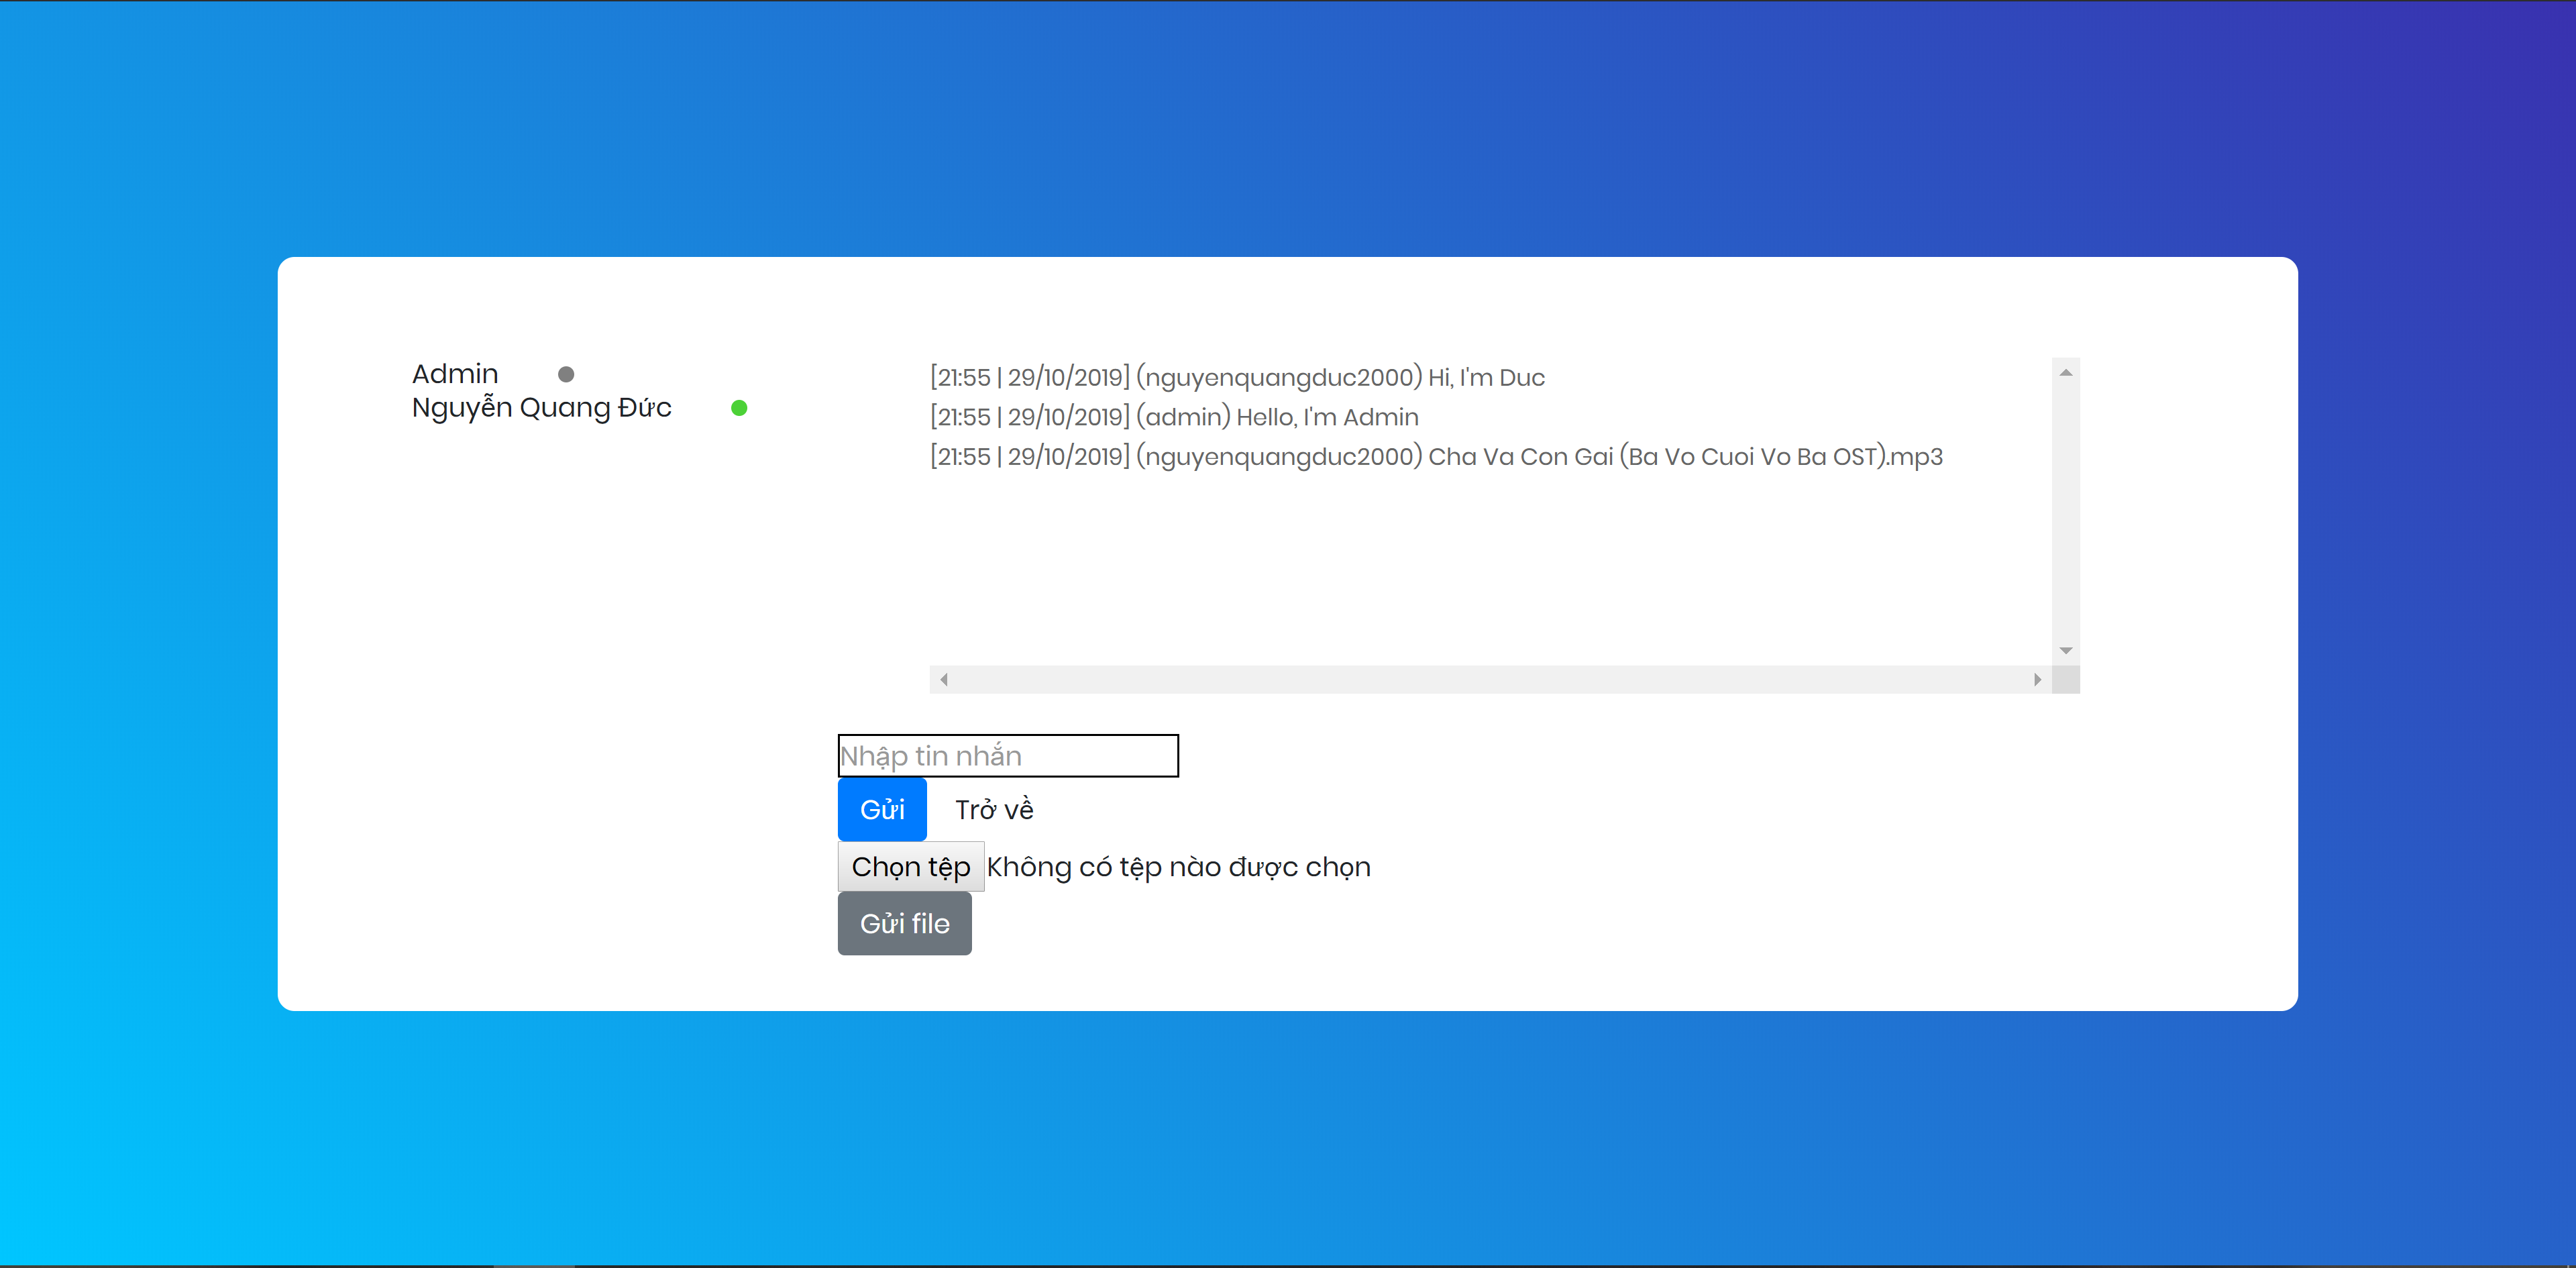 Admin
Nguyễn Quang Đức
[21:55 | 29/10/2019] (nguyenquangduc2000) Hi, I'm Duc
[21:55 | 29/10/2019] (admin) Hello, I'm Admin
[21:55 | 29/10/2019] (nguyenquangduc2000) Cha Va Con Gai (Ba Vo Cuoi Vo Ba OST).mp3
Nhập tin nhắn
Gửi Trở về
Chọn tệp Không có tệp nào được chọn
Gửi file